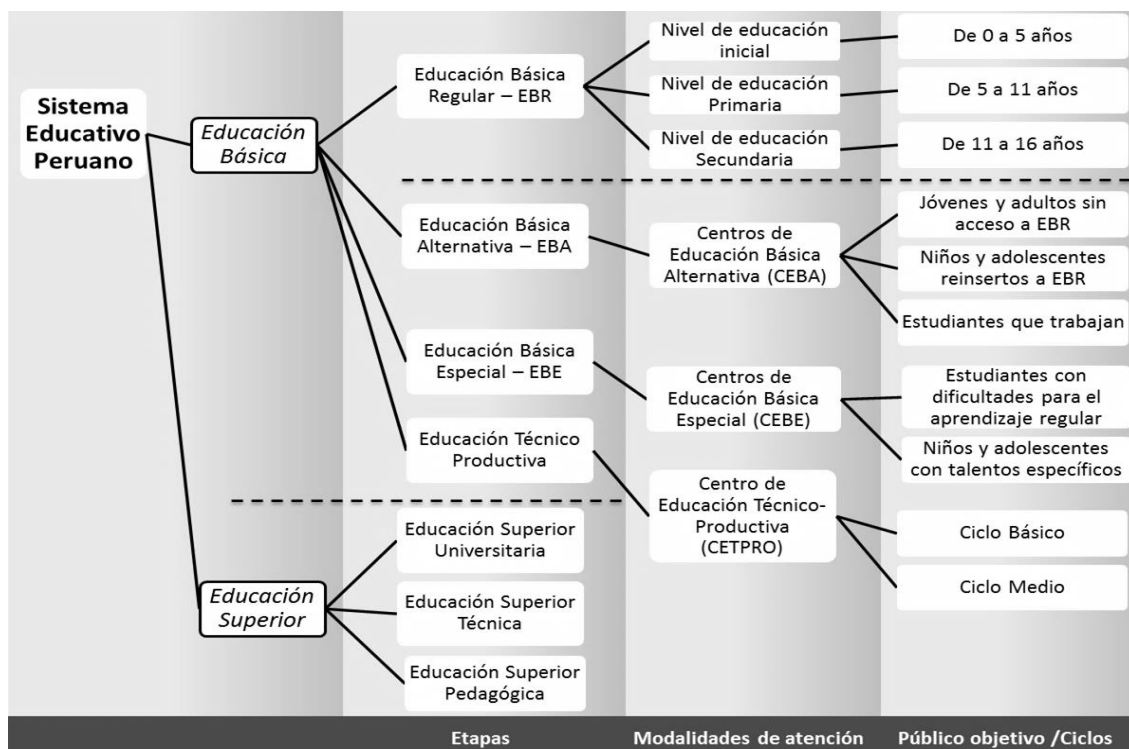 Sistema
Educativo
Peruano
Educación
Básica
Educación Básica
Regular – EBR
Nivel de educación
inicial
De 0 a 5 años
Nivel de educación
Primaria
De 5 a 11 años
Nivel de educación
Secundaria
De 11 a 16 años
Educación Básica
Alternativa – EBA
Centros de
Educación Básica
Alternativa (CEBA)
Jóvenes y adultos sin
acceso a EBR
Niños y adolescentes
reinsertos a EBR
Estudiantes que trabajan
Educación Básica
Especial – EBE
Centros de
Educación Básica
Especial (CEBE)
Estudiantes con
dificultades para el
aprendizaje regular
Niños y adolescentes
con talentos específicos
Educación Técnico
Productiva
Centro de
Educación Técnico-
Productiva
(CETPRO)
Ciclo Básico
Ciclo Medio
Educación
Superior
Educación Superior
Universitaria
Educación Superior
Técnica
Educación Superior
Pedagógica
Etapas
Modalidades de atención
Público objetivo /Ciclos